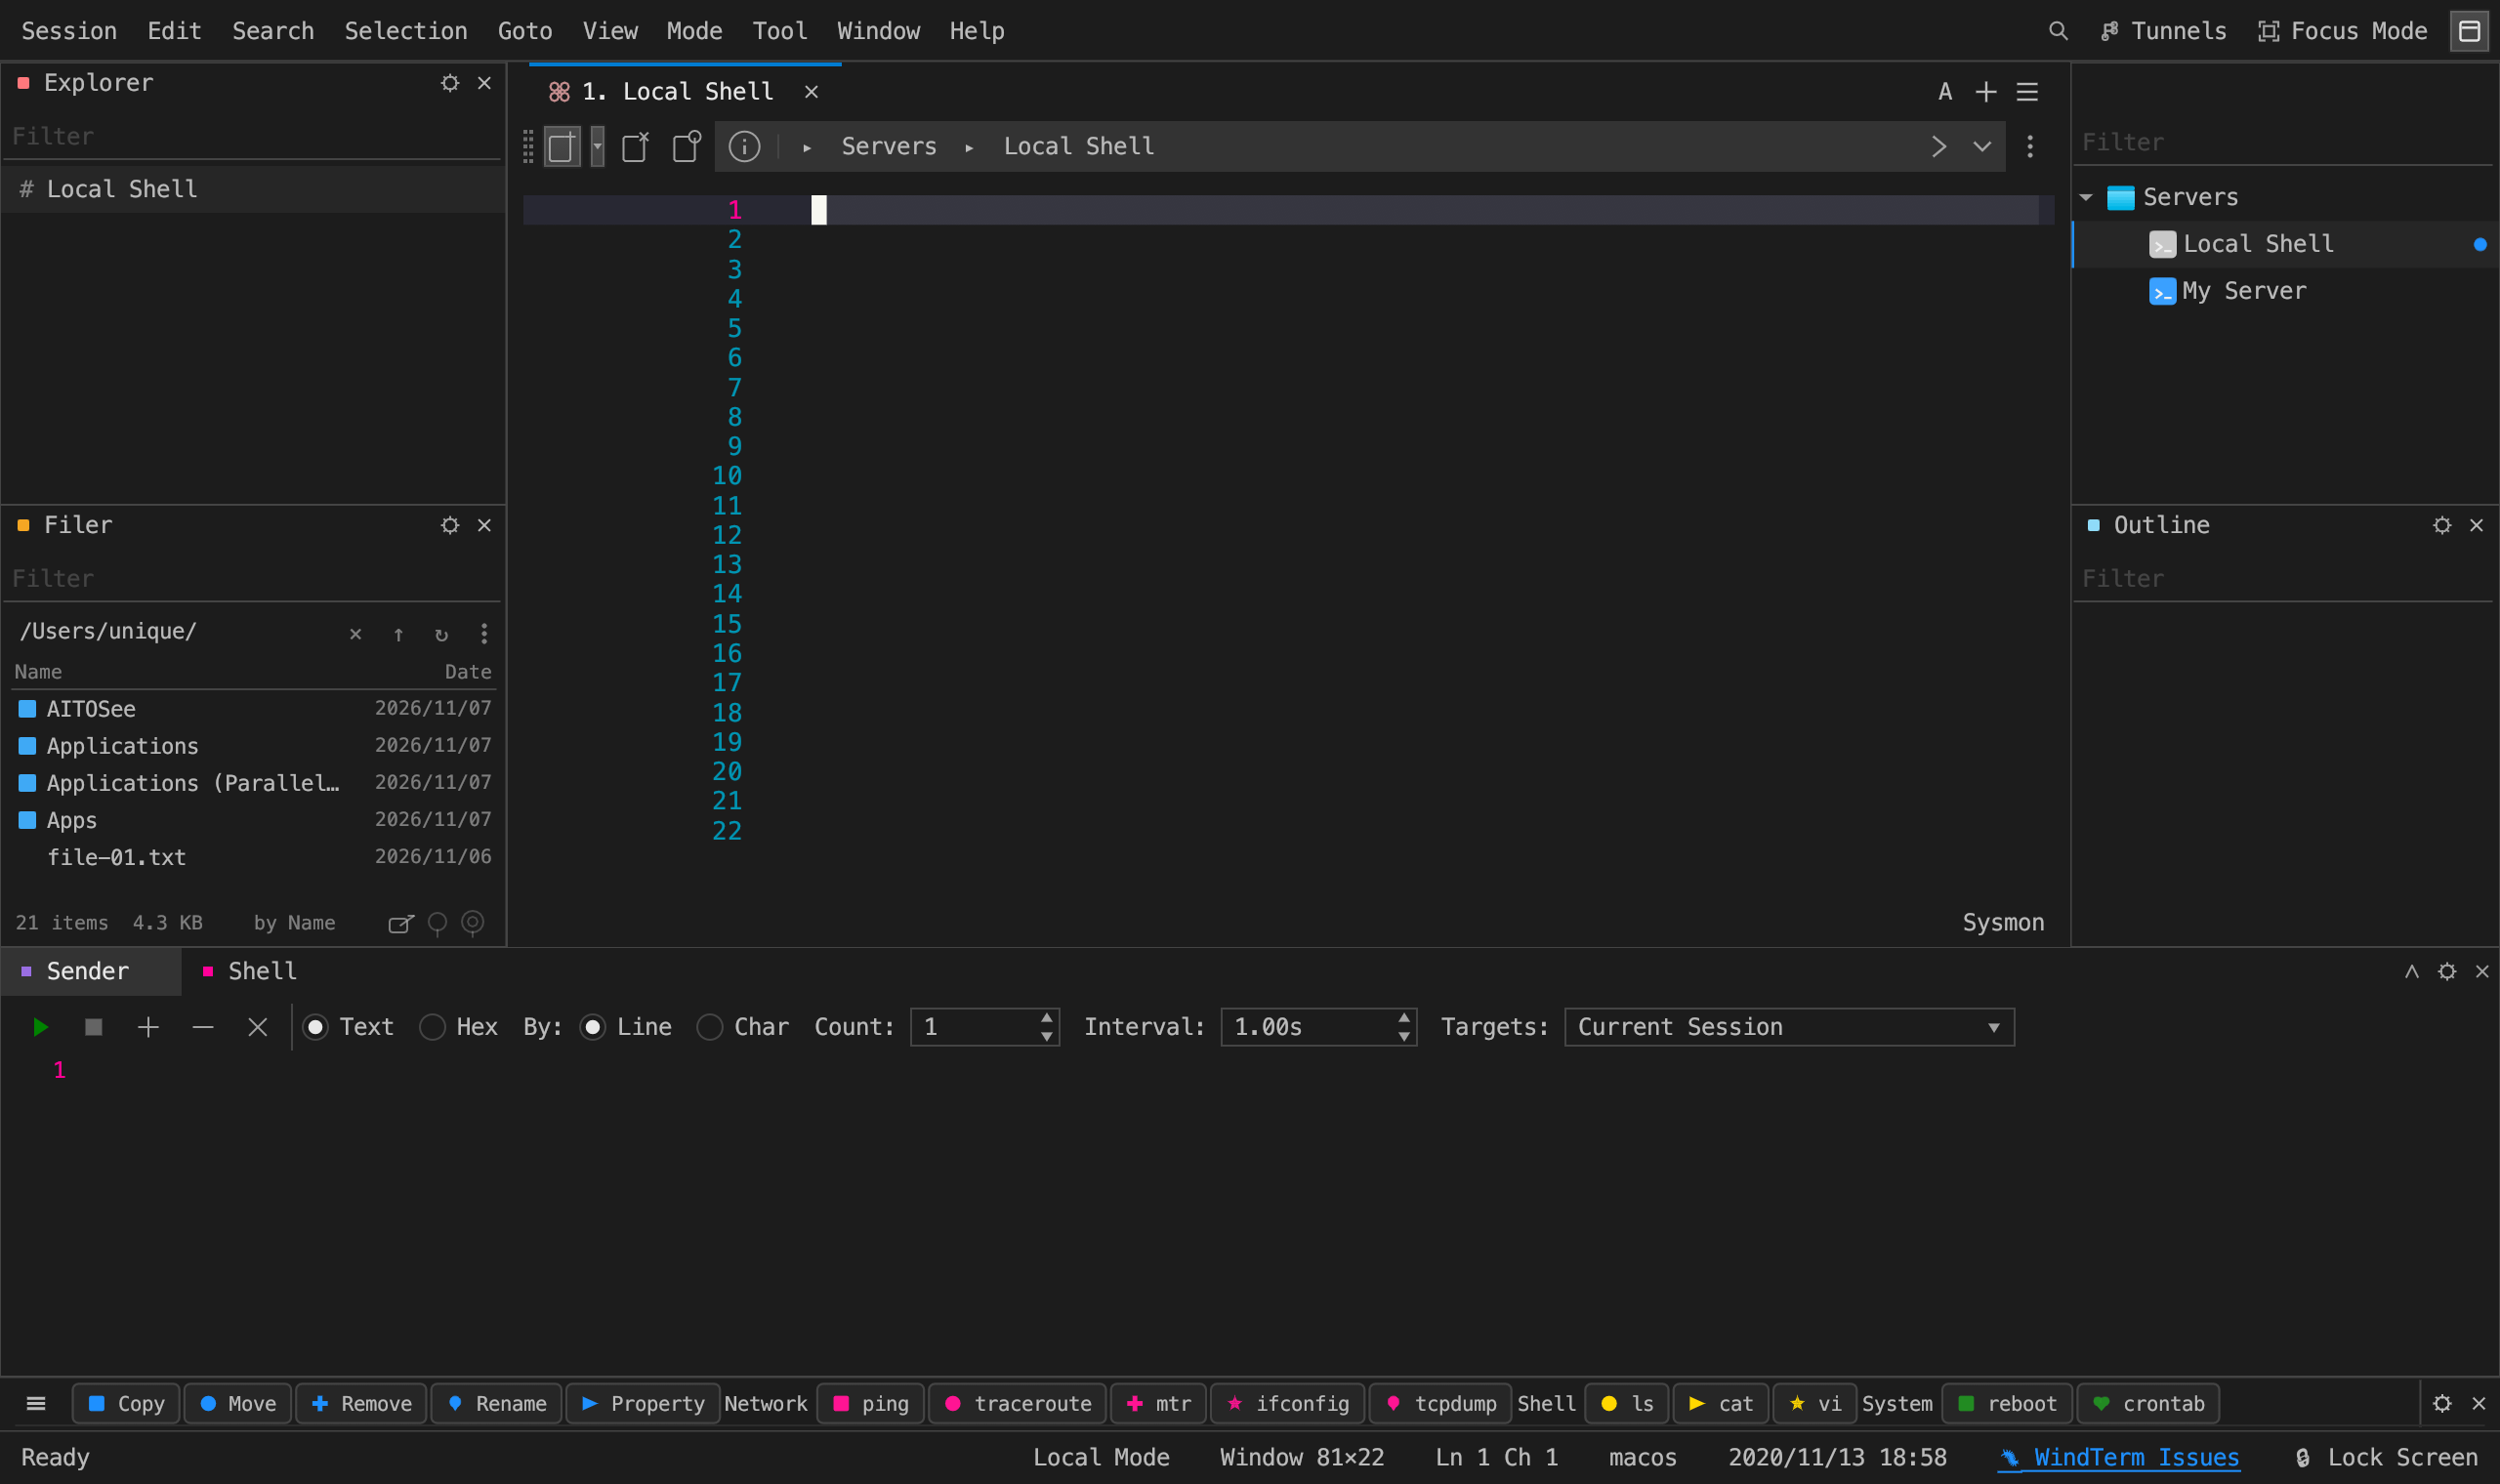 Session Edit Search Selection Goto View Mode Tool Window Help Tunnels Focus Mode
Explorer
Filter
# Local Shell
1. Local Shell
A
Servers Local Shell
1
2
3
4
5
6
7
8
9
10
11
12
13
14
15
16
17
18
19
20
21
22
Sysmon
Filter
Servers
Local Shell
My Server
Filer
Filter
/Users/unique/
Name Date
AITOSee 2026/11/07
Applications 2026/11/07
Applications (Parallel… 2026/11/07
Apps 2026/11/07
file-01.txt 2026/11/06
21 items 4.3 KB by Name
Outline
Filter
Sender Shell
Text Hex By: Line Char Count: 1 Interval: 1.00s Targets: Current Session
1
Copy Move Remove Rename Property Network ping traceroute mtr ifconfig tcpdump Shell ls cat vi System reboot crontab
Ready Local Mode Window 81×22 Ln 1 Ch 1 macos 2020/11/13 18:58 WindTerm Issues Lock Screen